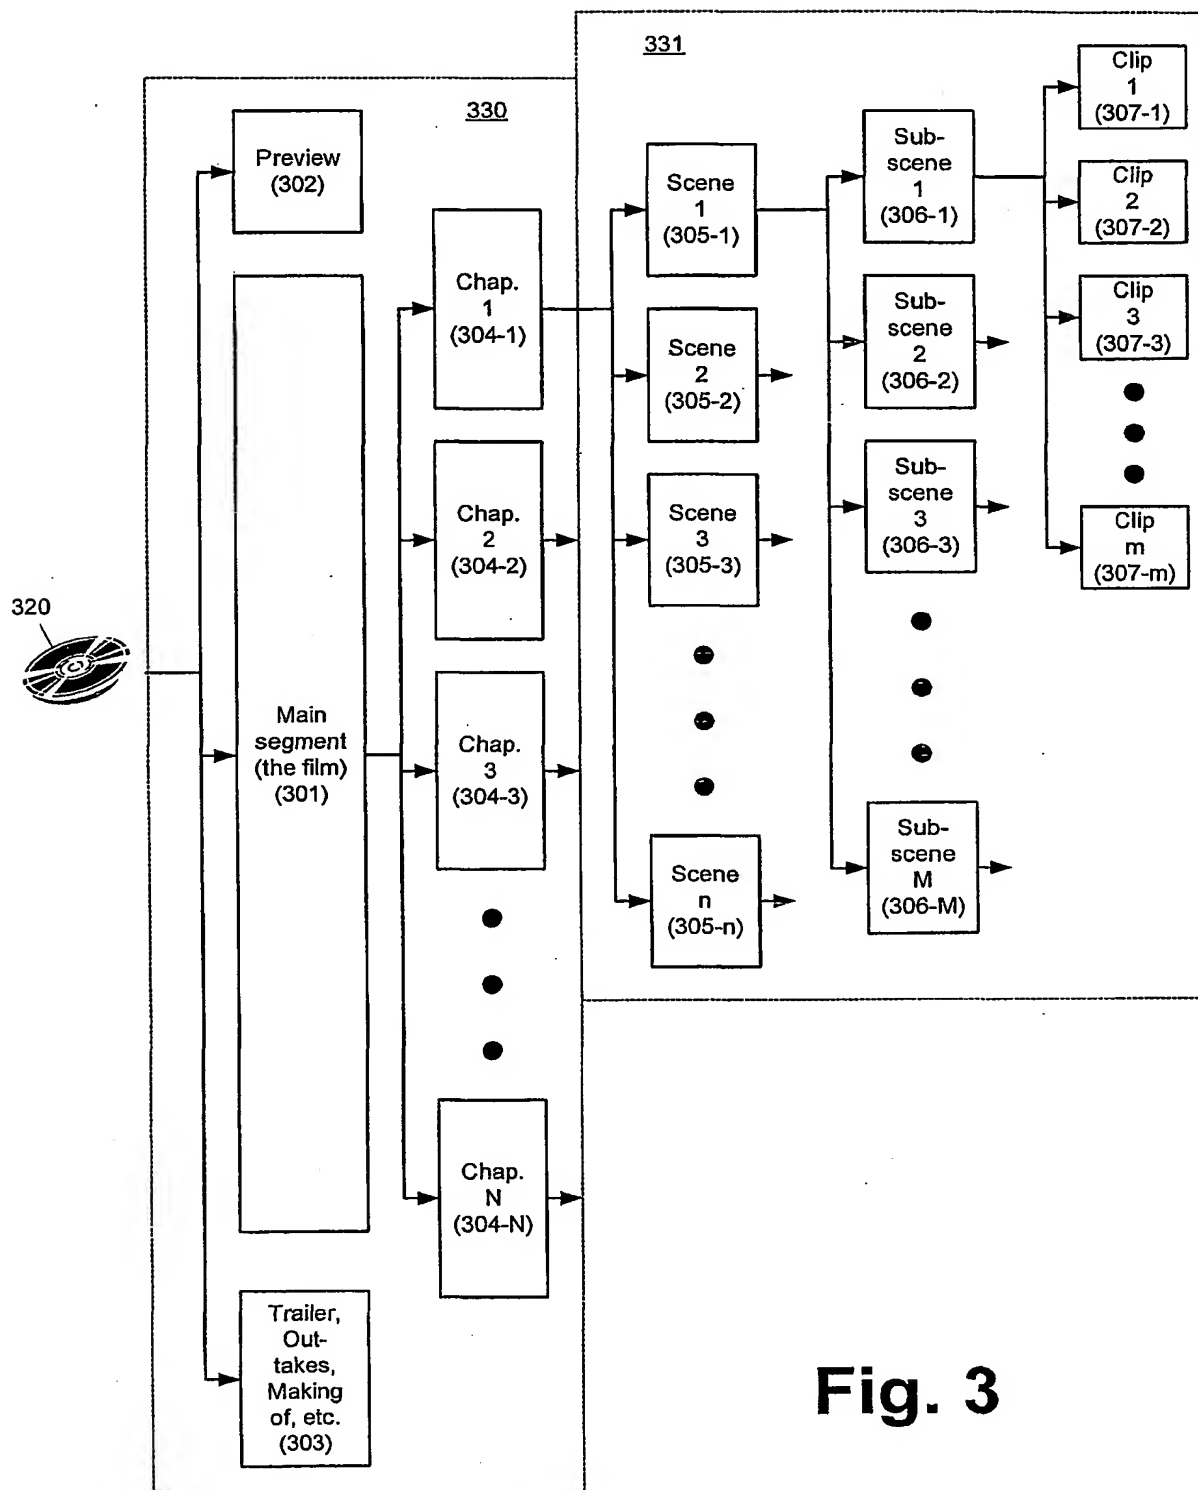 331
330
Preview
(302)
Main
segment
(the film)
(301)
Trailer,
Out-
takes,
Making
of, etc.
(303)
320
Chap.
1
(304-1)
Chap.
2
(304-2)
Chap.
3
(304-3)
Chap.
N
(304-N)
Scene
1
(305-1)
Scene
2
(305-2)
Scene
3
(305-3)
Scene
n
(305-n)
Sub-
scene
1
(306-1)
Sub-
scene
2
(306-2)
Sub-
scene
3
(306-3)
Sub-
scene
M
(306-M)
Clip
1
(307-1)
Clip
2
(307-2)
Clip
3
(307-3)
Clip
m
(307-m)
Fig. 3